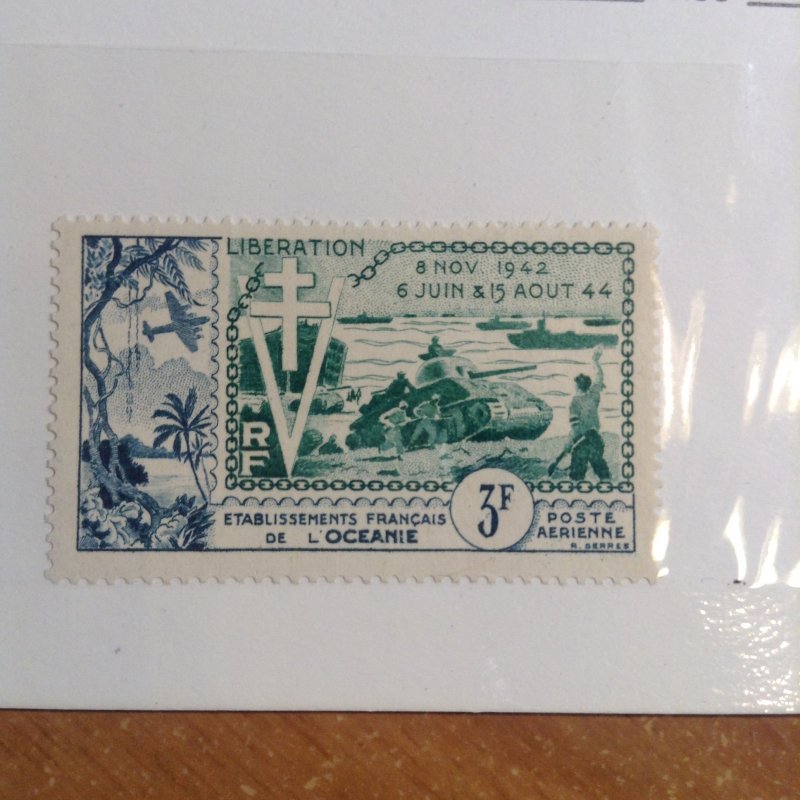 LIBERATION
8 NOV. 1942
6 JUIN & 15 AOUT 44
RF
ETABLISSEMENTS FRANÇAIS
DE L'OCEANIE
3F
POSTE
AERIENNE
R. SERRES